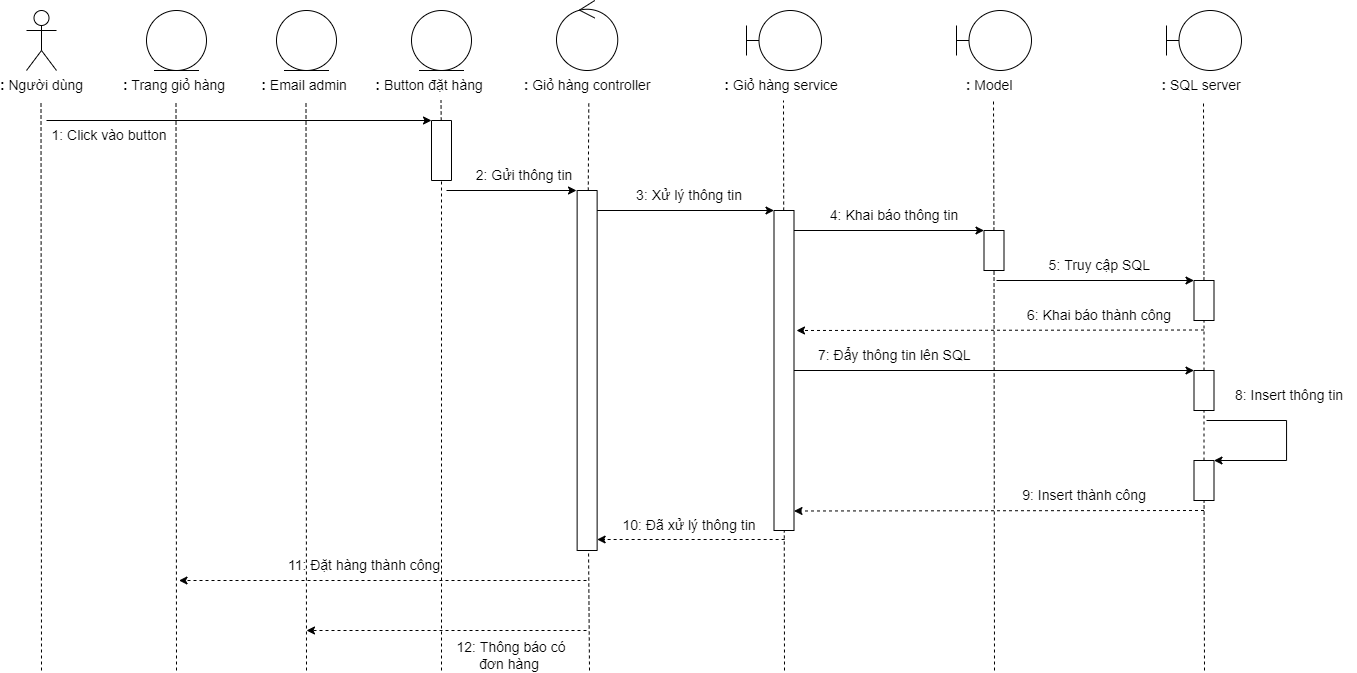 : Người dùng
: Trang giỏ hàng
: Email admin
: Button đặt hàng
: Giỏ hàng controller
: Giỏ hàng service
: Model
: SQL server
1: Click vào button
2: Gửi thông tin
3: Xử lý thông tin
4: Khai báo thông tin
5: Truy cập SQL
6: Khai báo thành công
7: Đẩy thông tin lên SQL
8: Insert thông tin
9: Insert thành công
10: Đã xử lý thông tin
11: Đặt hàng thành công
12: Thông báo có
đơn hàng